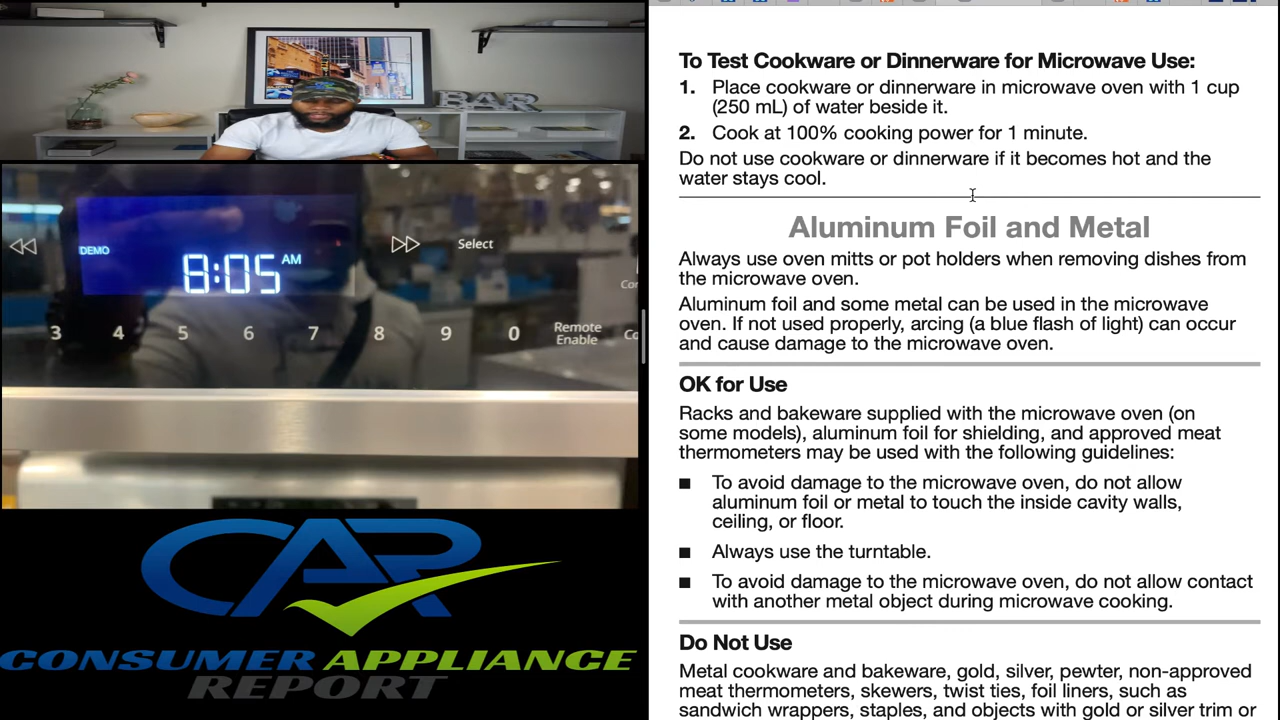 BAR
DEMO
8:05 AM
Select
3 4 5 6 7 8 9 0
Remote
Enable
CAR
CONSUMER APPLIANCE
REPORT
To Test Cookware or Dinnerware for Microwave Use:
1. Place cookware or dinnerware in microwave oven with 1 cup
(250 mL) of water beside it.
2. Cook at 100% cooking power for 1 minute.
Do not use cookware or dinnerware if it becomes hot and the
water stays cool.
Aluminum Foil and Metal
Always use oven mitts or pot holders when removing dishes from
the microwave oven.
Aluminum foil and some metal can be used in the microwave
oven. If not used properly, arcing (a blue flash of light) can occur
and cause damage to the microwave oven.
OK for Use
Racks and bakeware supplied with the microwave oven (on
some models), aluminum foil for shielding, and approved meat
thermometers may be used with the following guidelines:
■ To avoid damage to the microwave oven, do not allow
aluminum foil or metal to touch the inside cavity walls,
ceiling, or floor.
■ Always use the turntable.
■ To avoid damage to the microwave oven, do not allow contact
with another metal object during microwave cooking.
Do Not Use
Metal cookware and bakeware, gold, silver, pewter, non-approved
meat thermometers, skewers, twist ties, foil liners, such as
sandwich wrappers, staples, and objects with gold or silver trim or